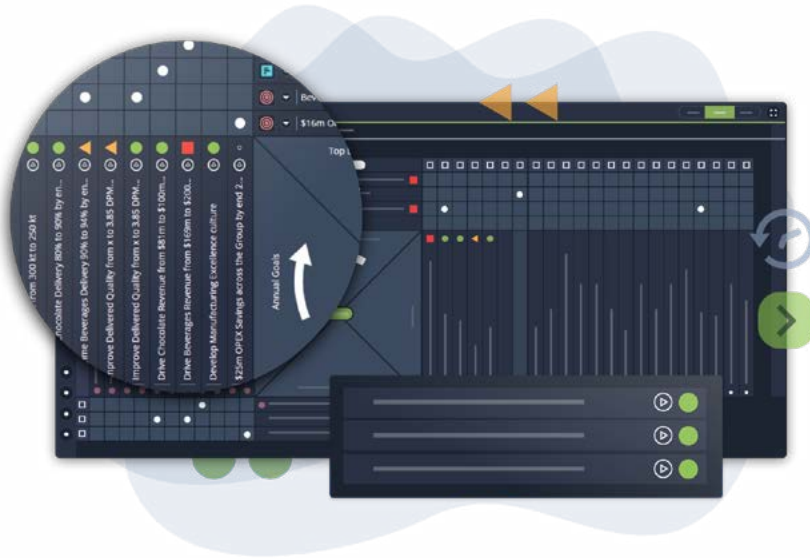 Bev
$16m O
Top
from 300 kt to 250 kt
hocolate Delivery 80% to 90% by en...
me Beverages Delivery 90% to 94% by en...
mprove Delivered Quality from x to 3.85 DPM...
Improve Delivered Quality from x to 3.85 DPM...
Drive Chocolate Revenue from $81m to $100m...
Drive Beverages Revenue from $169m to $200...
Develop Manufacturing Excellence culture
$25m OPEX Savings across the Group by end 2...
Annual Goals